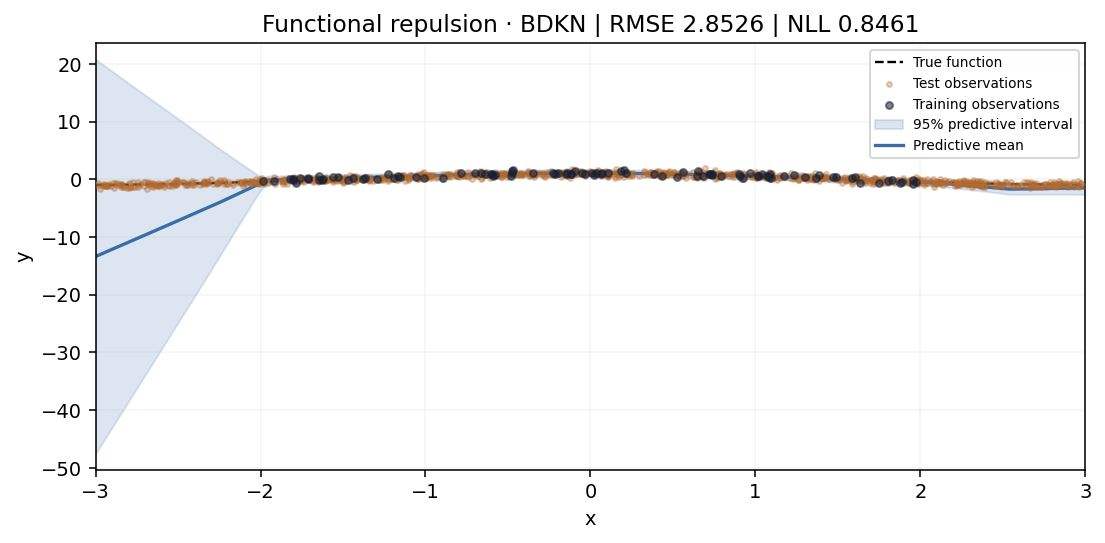 Functional repulsion · BDKN | RMSE 2.8526 | NLL 0.8461
True function
Test observations
Training observations
95% predictive interval
Predictive mean
20
10
0
−10
−20
−30
−40
−50
y
−3
−2
−1
0
1
2
3
x